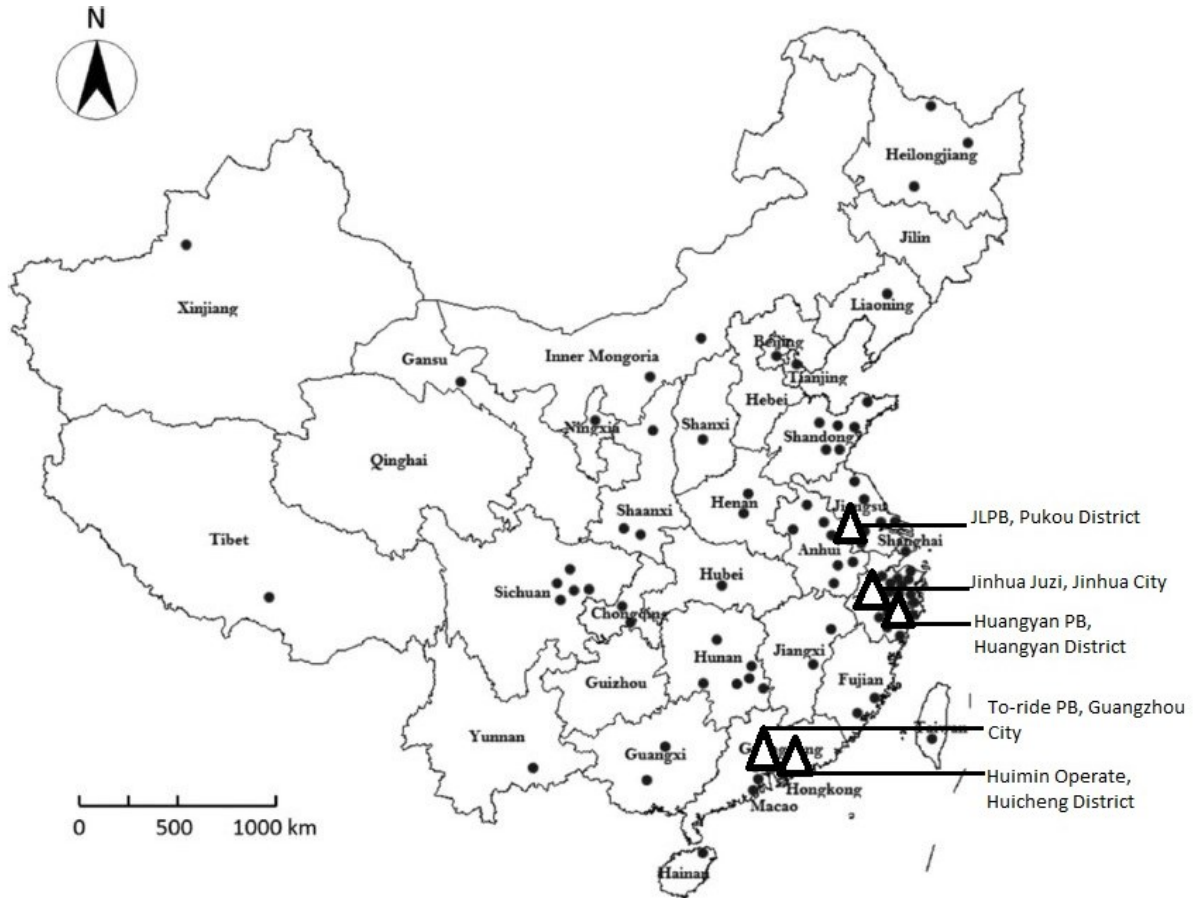 N
Heilongjiang
Jilin
Liaoning
Xinjiang
Beijing
Gansu
Inner Mongoria
Tianjing
Hebei
Ningxia
Shanxi
Shandong
Qinghai
Henan
Jiangsu
Shaanxi
JLPB, Pukou District
Tibet
Anhui
Shanghai
Hubei
Jinhua Juzi, Jinhua City
Sichuan
Chongqing
Huangyan PB,
Huangyan District
Hunan
Jiangxi
Guizhou
Fujian
To-ride PB, Guangzhou
City
Yunnan
Guangxi
Huimin Operate,
Huicheng District
Hongkong
Macao
0 500 1000 km
Hainan